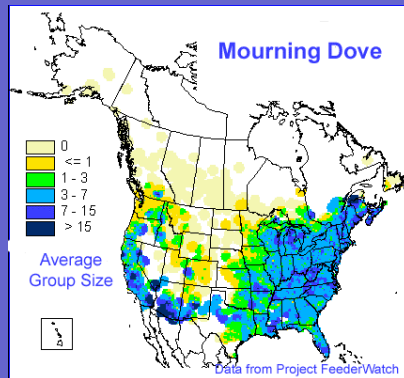 Mourning Dove
0
<= 1
1 - 3
3 - 7
7 - 15
> 15
Average
Group Size
Data from Project FeederWatch